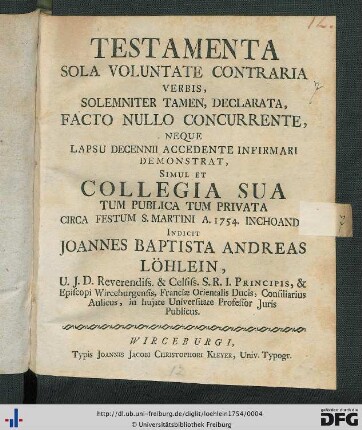 12.
7
TESTAMENTA
SOLA VOLUNTATE CONTRARIA
VERBIS,
SOLEMNITER TAMEN, DECLARATA,
FACTO NULLO CONCURRENTE,
NEQUE
LAPSU DECENNII ACCEDENTE INFIRMARI
DEMONSTRAT,
SIMUL ET
COLLEGIA SUA
TUM PUBLICA TUM PRIVATA
CIRCA FESTUM S. MARTINI A. 1754. INCHOAND
INDICIT
JOANNES BAPTISTA ANDREAS
LÖHLEIN,
U. J. D. Reverendiss. & Celsiss. S. R. I. PRINCIPIS, &
Episcopi Wirceburgensis, Franciæ Orientalis Ducis, Consiliarius
Aulicus, in hujate Universitate Professor Juris
Publicus.
WIRCEBURGI,
Typis JOANNIS JACOBI CHRISTOPHORI KLEYER, Univ. Typogr.
http://dl.ub.uni-freiburg.de/diglit/loehlein1754/0004
© Universitätsbibliothek Freiburg
DFG